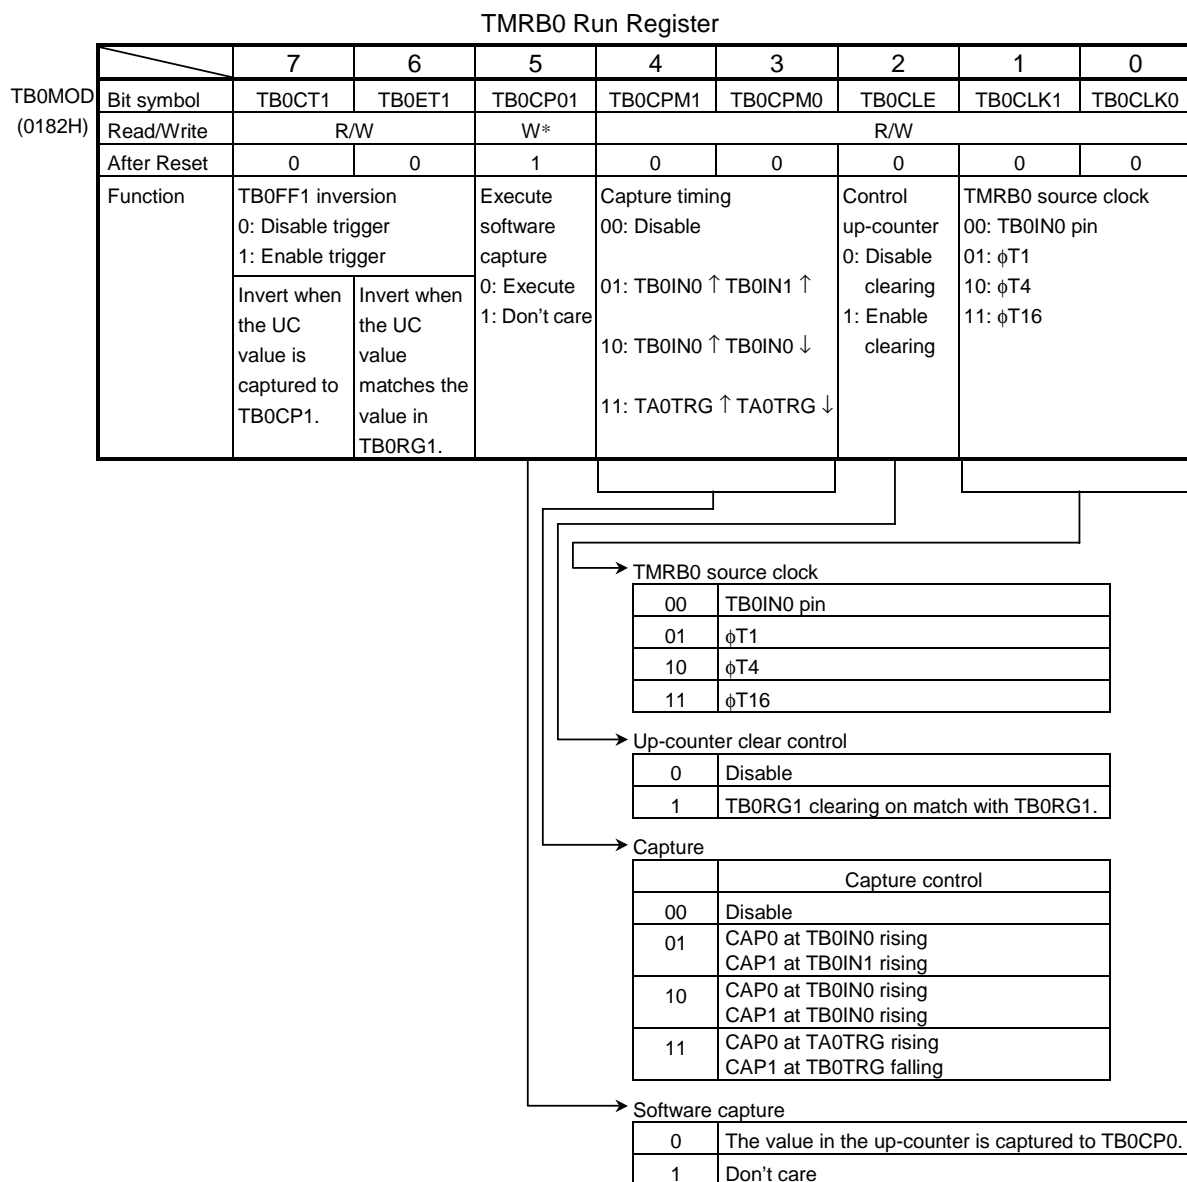 TMRB0 Run Register
7 6 5 4 3 2 1 0
TB0MOD (0182H)
Bit symbol TB0CT1 TB0ET1 TB0CP01 TB0CPM1 TB0CPM0 TB0CLE TB0CLK1 TB0CLK0
Read/Write R/W W* R/W
After Reset 0 0 1 0 0 0 0 0
Function
TB0FF1 inversion
0: Disable trigger
1: Enable trigger
Invert when
the UC
value is
captured to
TB0CP1.
Invert when
the UC
value
matches the
value in
TB0RG1.
Execute
software
capture
0: Execute
1: Don't care
Capture timing
00: Disable
01: TB0IN0 ↑ TB0IN1 ↑
10: TB0IN0 ↑ TB0IN0 ↓
11: TA0TRG ↑ TA0TRG ↓
Control
up-counter
0: Disable
clearing
1: Enable
clearing
TMRB0 source clock
00: TB0IN0 pin
01: ϕT1
10: ϕT4
11: ϕT16
TMRB0 source clock
00 TB0IN0 pin
01 ϕT1
10 ϕT4
11 ϕT16
Up-counter clear control
0 Disable
1 TB0RG1 clearing on match with TB0RG1.
Capture
Capture control
00 Disable
01 CAP0 at TB0IN0 rising
CAP1 at TB0IN1 rising
10 CAP0 at TB0IN0 rising
CAP1 at TB0IN0 rising
11 CAP0 at TA0TRG rising
CAP1 at TB0TRG falling
Software capture
0 The value in the up-counter is captured to TB0CP0.
1 Don't care